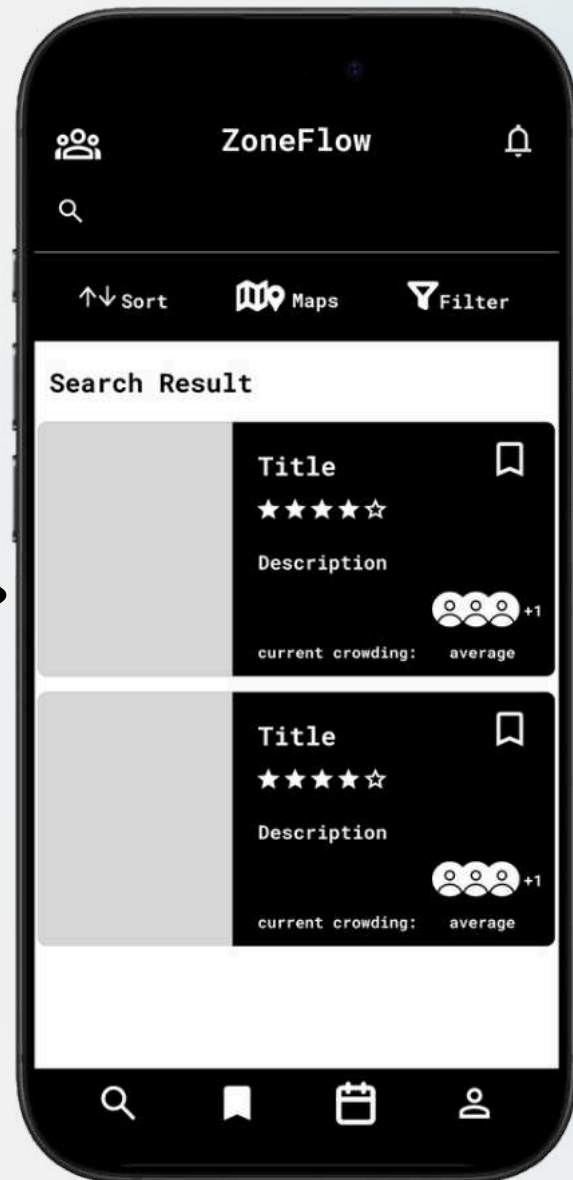 ZoneFlow
Sort Maps Filter
Search Result
Title
Description
+1
current crowding: average
Title
Description
+1
current crowding: average